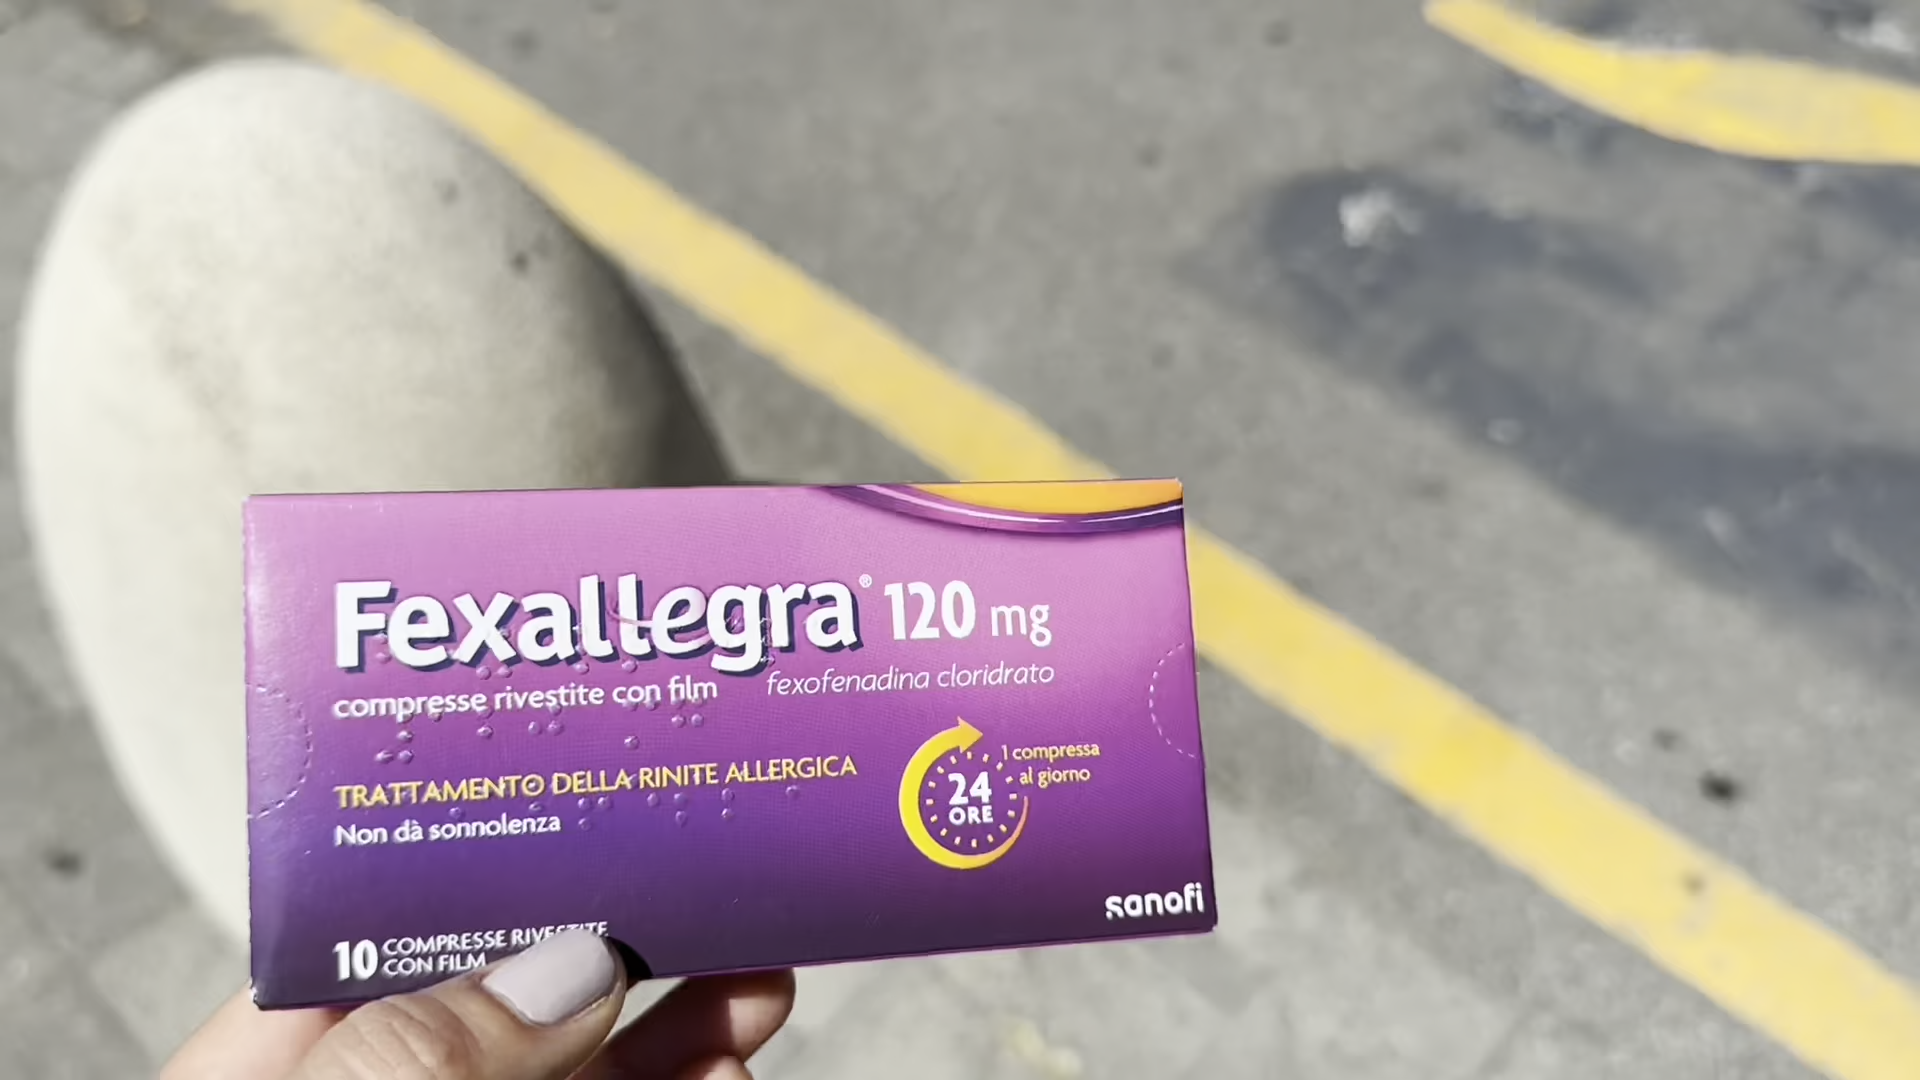 Fexallegra® 120 mg
compresse rivestite con film fexofenadina cloridrato
TRATTAMENTO DELLA RINITE ALLERGICA
Non dà sonnolenza
24
ORE
1 compressa
al giorno
sanofi
10 COMPRESSE RIVESTITE
CON FILM